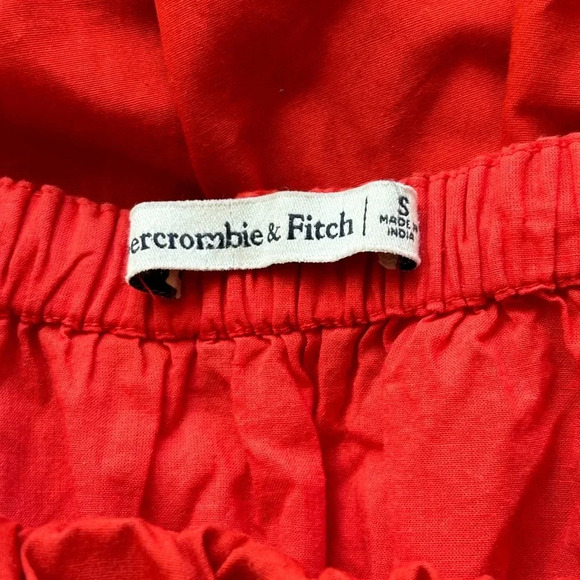 ercrombie & Fitch
S
MADE IN
INDIA